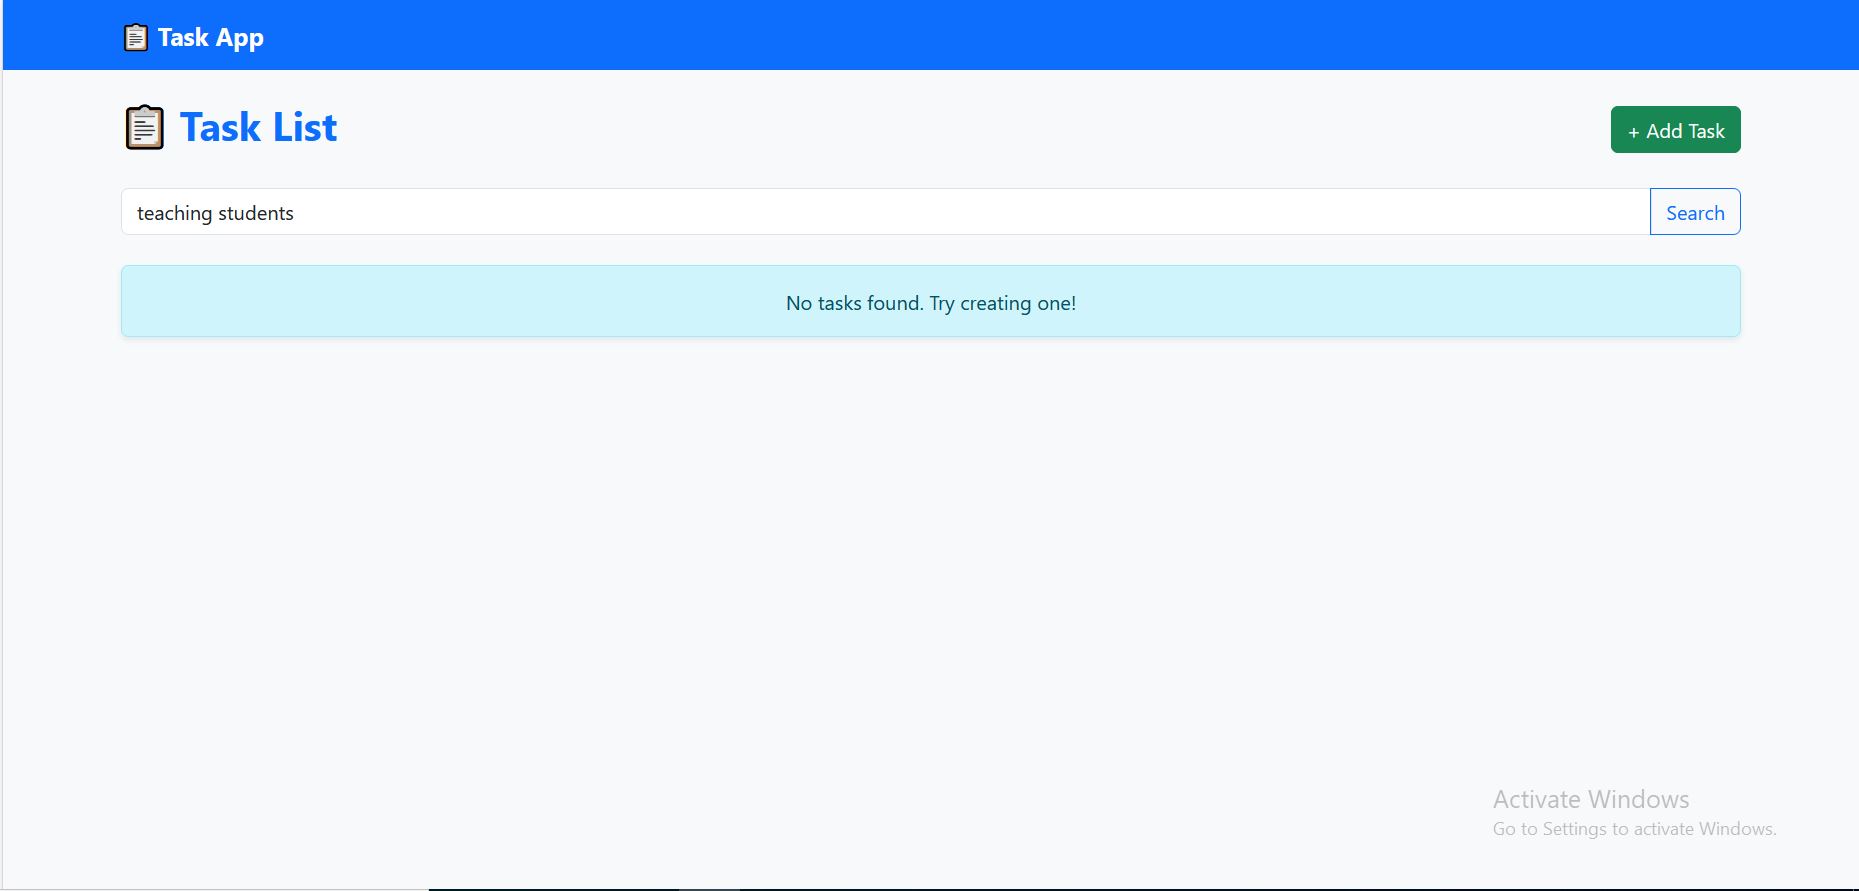 Task App
Task List
+ Add Task
teaching students
Search
No tasks found. Try creating one!
Activate Windows
Go to Settings to activate Windows.